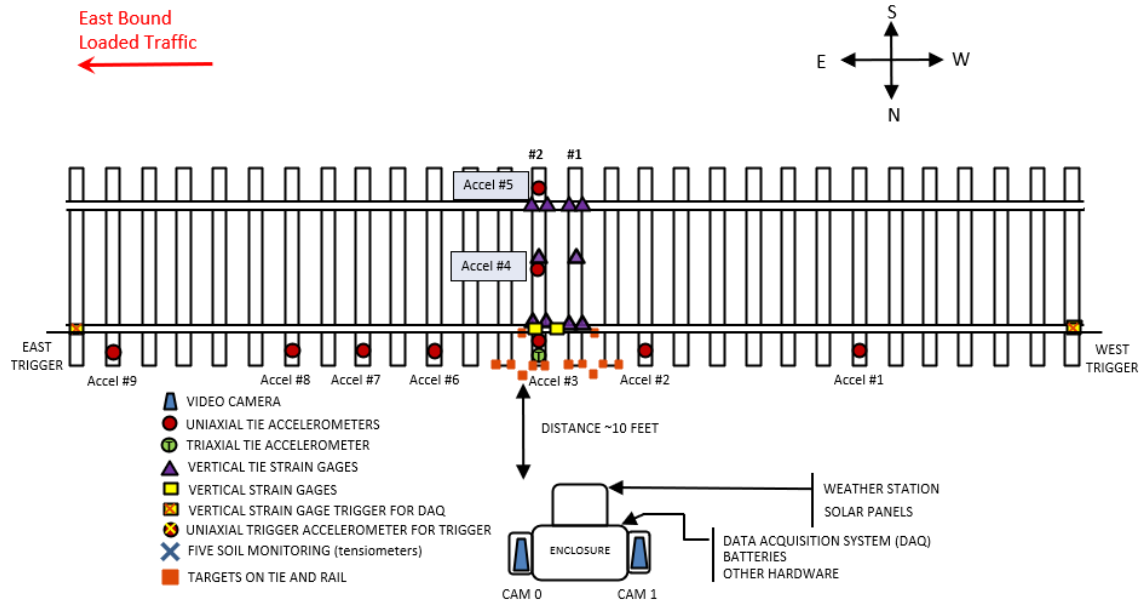 East Bound
Loaded Traffic
S
E
W
N
#2
#1
Accel #5
Accel #4
EAST
TRIGGER
WEST
TRIGGER
Accel #9
Accel #8
Accel #7
Accel #6
Accel #3
Accel #2
Accel #1
VIDEO CAMERA
UNIAXIAL TIE ACCELEROMETERS
T
TRIAXIAL TIE ACCELEROMETER
VERTICAL TIE STRAIN GAGES
VERTICAL STRAIN GAGES
VERTICAL STRAIN GAGE TRIGGER FOR DAQ
UNIAXIAL TRIGGER ACCELEROMETER FOR TRIGGER
FIVE SOIL MONITORING (tensiometers)
TARGETS ON TIE AND RAIL
T
DISTANCE ~10 FEET
WEATHER STATION
SOLAR PANELS
ENCLOSURE
DATA ACQUISITION SYSTEM (DAQ)
BATTERIES
OTHER HARDWARE
CAM 0
CAM 1